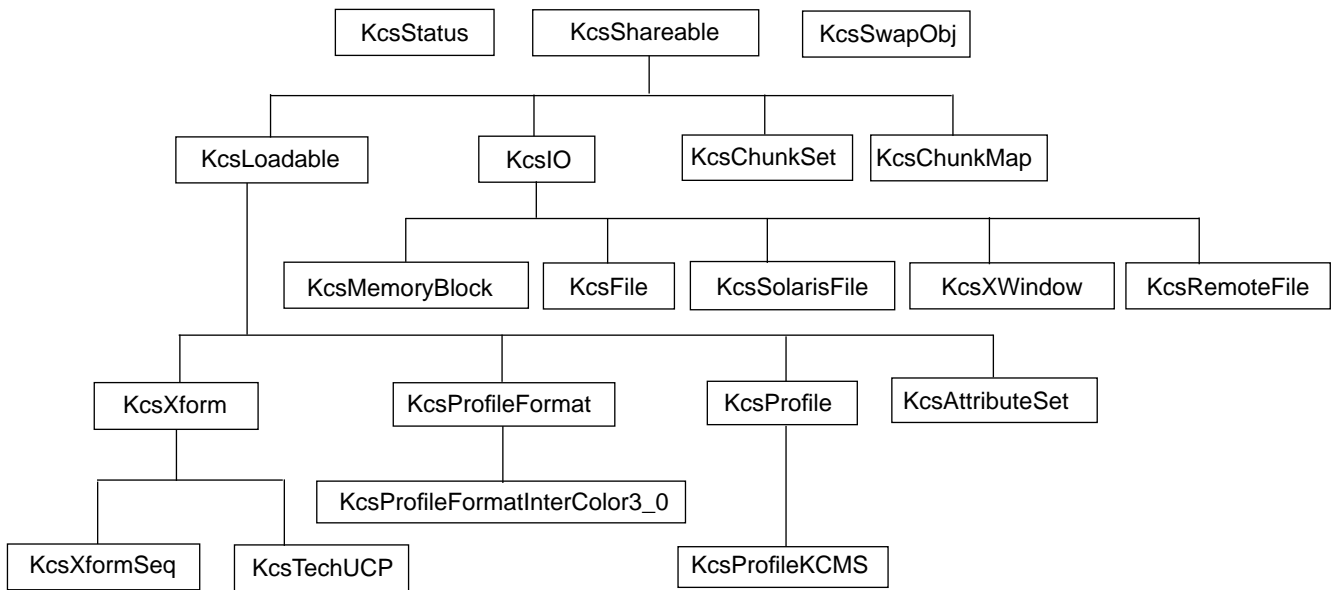 KcsStatus
KcsShareable
KcsSwapObj
KcsLoadable
KcsIO
KcsChunkSet
KcsChunkMap
KcsMemoryBlock
KcsFile
KcsSolarisFile
KcsXWindow
KcsRemoteFile
KcsXform
KcsProfileFormat
KcsProfile
KcsAttributeSet
KcsProfileFormatInterColor3_0
KcsXformSeq
KcsTechUCP
KcsProfileKCMS